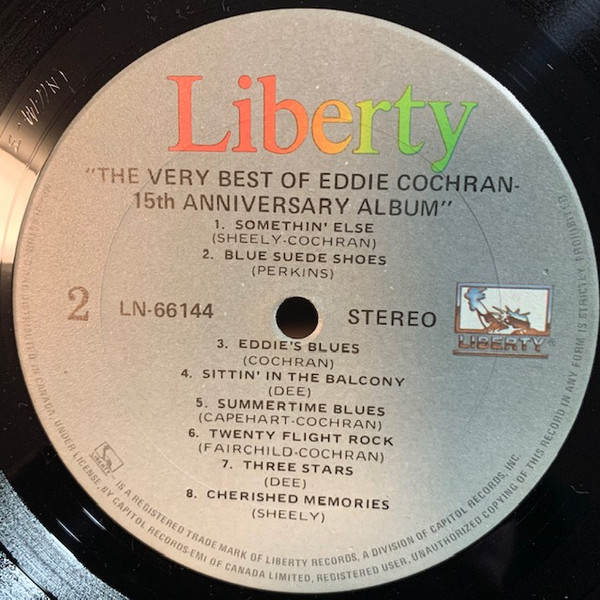 Liberty
"THE VERY BEST OF EDDIE COCHRAN-
15th ANNIVERSARY ALBUM"
1. SOMETHIN' ELSE
(SHEELY-COCHRAN)
2. BLUE SUEDE SHOES
(PERKINS)
2 LN-66144 STEREO
LIBERTY
3. EDDIE'S BLUES
(COCHRAN)
4. SITTIN' IN THE BALCONY
(DEE)
5. SUMMERTIME BLUES
(CAPEHART-COCHRAN)
6. TWENTY FLIGHT ROCK
(FAIRCHILD-COCHRAN)
7. THREE STARS
(DEE)
8. CHERISHED MEMORIES
(SHEELY)
IN CANADA, UNDER LICENSE, BY CAPITOL RECORDS-EMI OF CANADA LIMITED, REGISTERED USER. UNAUTHORIZED COPYING OF THIS RECORD IN ANY FORM IS STRICTLY PROHIBITED
IS A REGISTERED TRADE MARK OF LIBERTY RECORDS, A DIVISION OF CAPITOL RECORDS, INC.